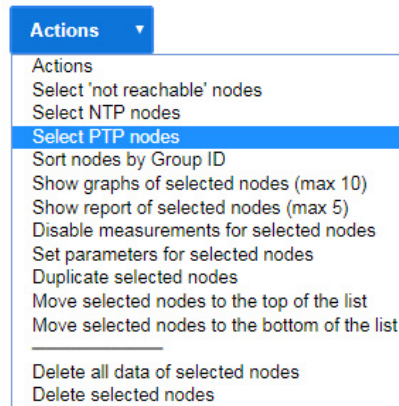 Actions
Actions
Select 'not reachable' nodes
Select NTP nodes
Select PTP nodes
Sort nodes by Group ID
Show graphs of selected nodes (max 10)
Show report of selected nodes (max 5)
Disable measurements for selected nodes
Set parameters for selected nodes
Duplicate selected nodes
Move selected nodes to the top of the list
Move selected nodes to the bottom of the list
Delete all data of selected nodes
Delete selected nodes